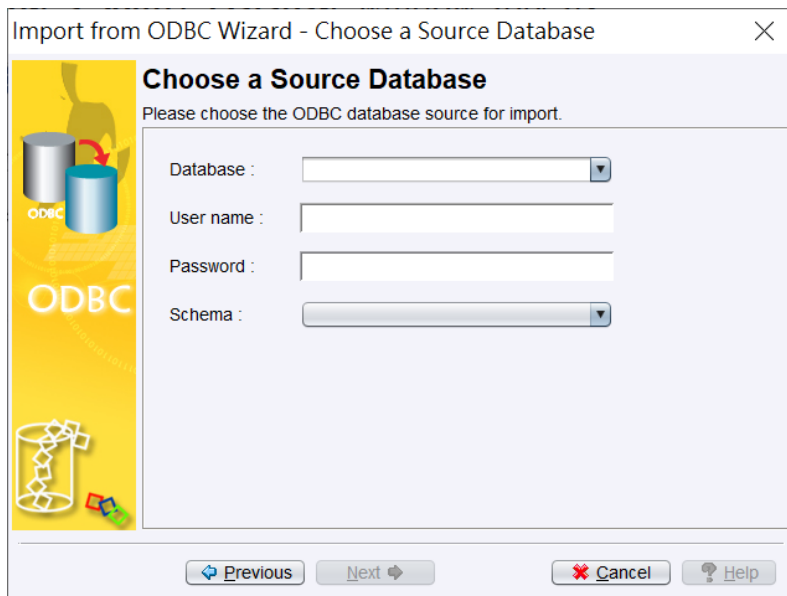 Import from ODBC Wizard - Choose a Source Database
Choose a Source Database
Please choose the ODBC database source for import.
ODBC
Database :
User name :
Password :
ODBC
Schema :
Previous
Next
Cancel
? Help